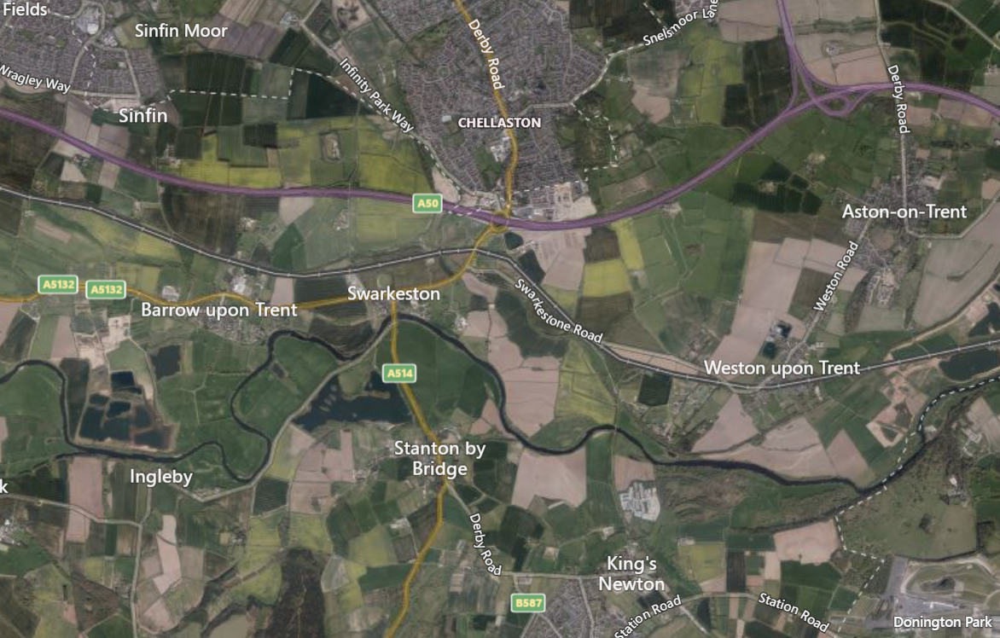 Fields
Sinfin Moor
Derby Road
Snelsmoor Lane
Wragley Way
Infinity Park Way
Sinfin
CHELLASTON
Derby Road
A50
Aston-on-Trent
Weston Road
A5132
A5132
Barrow upon Trent
Swarkeston
Swarkestone Road
A514
Weston upon Trent
Stanton by
Bridge
Ingleby
k
Derby Road
King's
Newton
B587
Station Road
Station Road
Donington Park